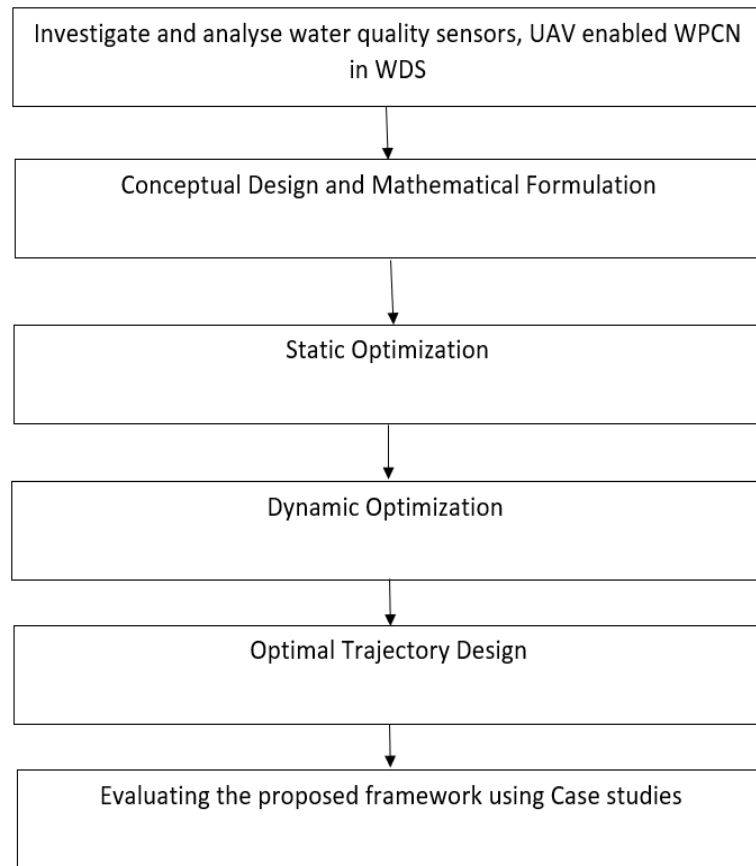 Investigate and analyse water quality sensors, UAV enabled WPCN
in WDS
Conceptual Design and Mathematical Formulation
Static Optimization
Dynamic Optimization
Optimal Trajectory Design
Evaluating the proposed framework using Case studies